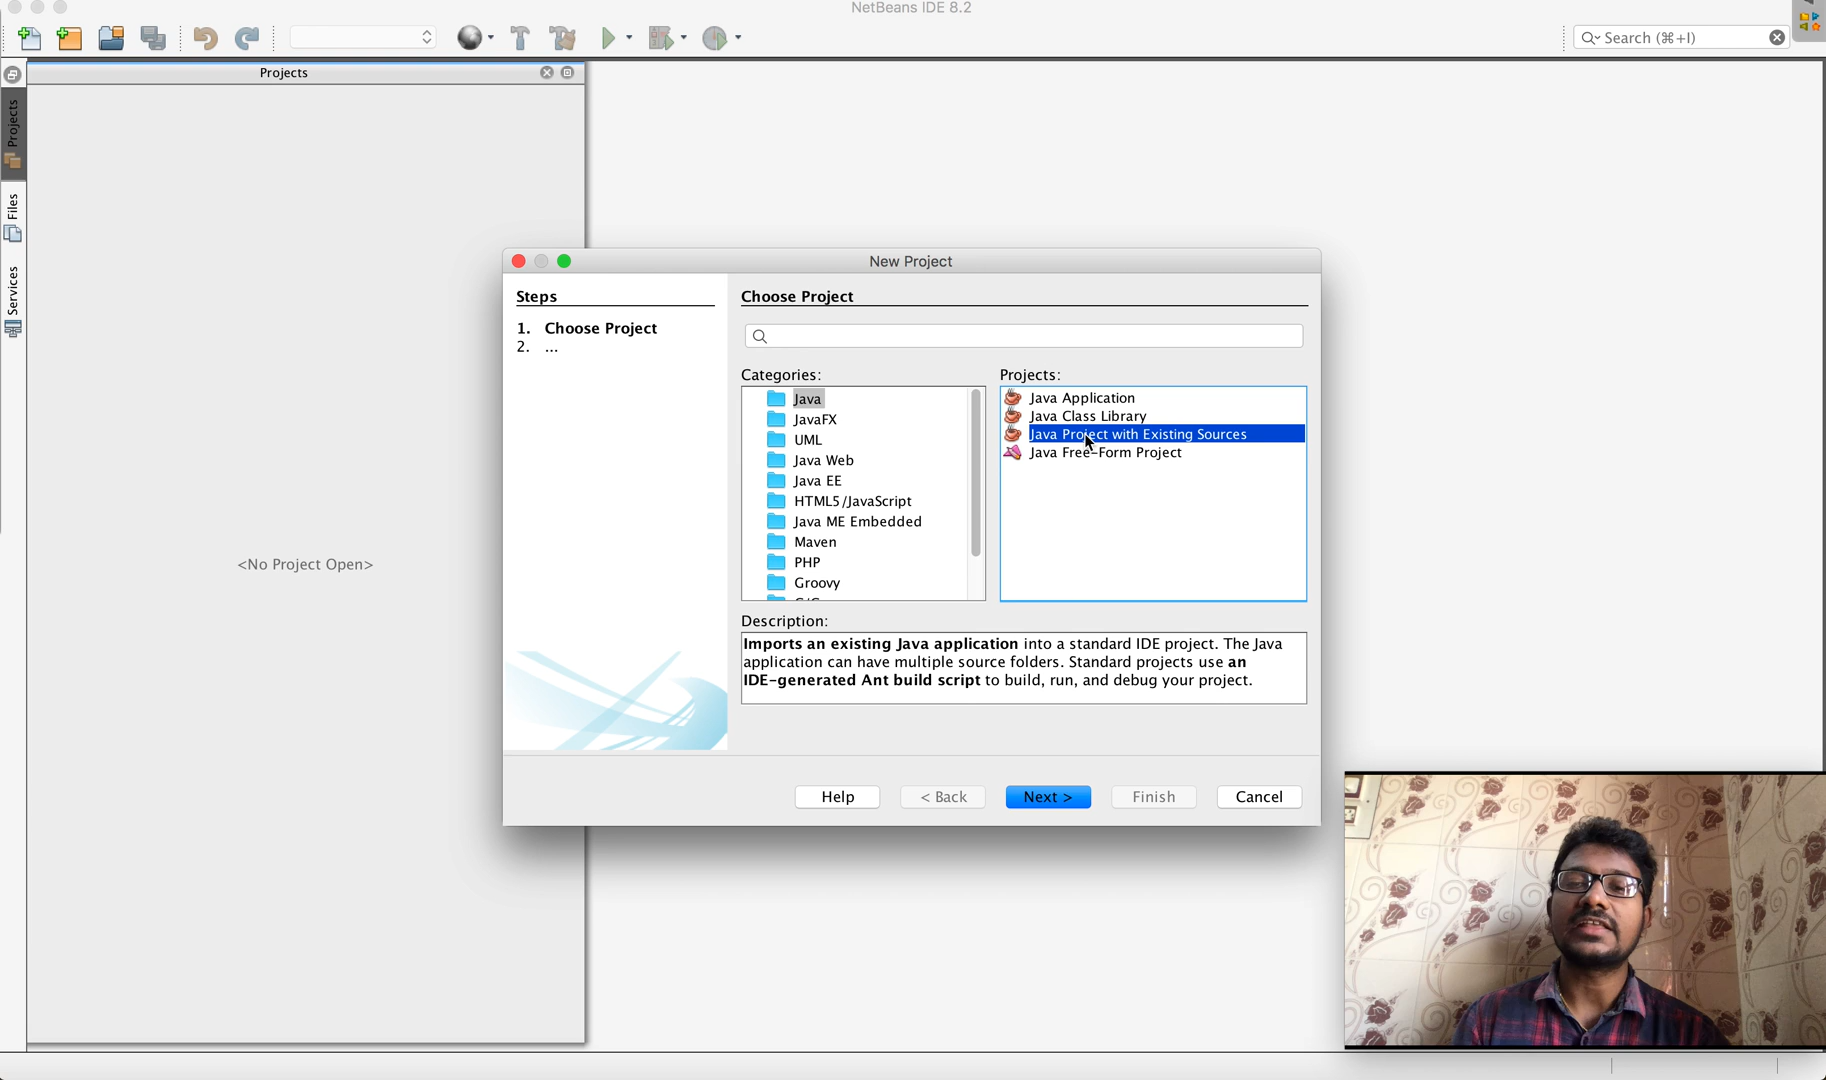 NetBeans IDE 8.2
Search (⌘+I)
Projects
Projects
Files
Services
<No Project Open>
New Project
Steps
1. Choose Project
2. ...
Choose Project
Categories:
Java
JavaFX
UML
Java Web
Java EE
HTML5/JavaScript
Java ME Embedded
Maven
PHP
Groovy
Projects:
Java Application
Java Class Library
Java Project with Existing Sources
Java Free-Form Project
Description:
Imports an existing Java application into a standard IDE project. The Java
application can have multiple source folders. Standard projects use an
IDE-generated Ant build script to build, run, and debug your project.
Help
< Back
Next >
Finish
Cancel